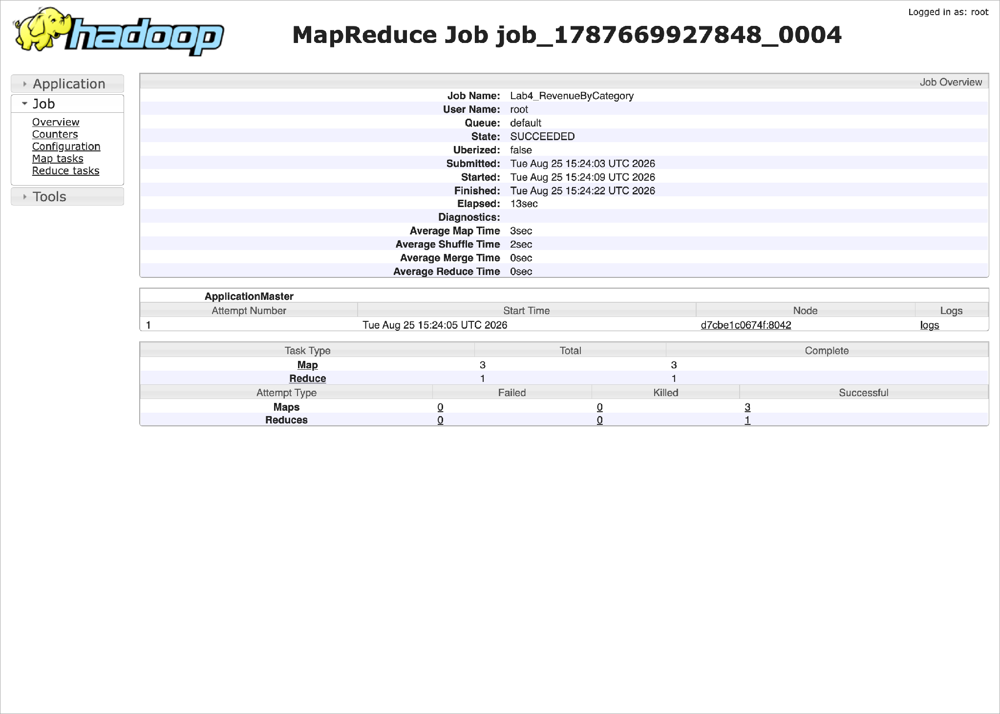 Logged in as: root
hadoop
MapReduce Job job_1787669927848_0004
Application
Job
Overview
Counters
Configuration
Map tasks
Reduce tasks
Tools
Job Overview
Job Name: Lab4_RevenueByCategory
User Name: root
Queue: default
State: SUCCEEDED
Uberized: false
Submitted: Tue Aug 25 15:24:03 UTC 2026
Started: Tue Aug 25 15:24:09 UTC 2026
Finished: Tue Aug 25 15:24:22 UTC 2026
Elapsed: 13sec
Diagnostics:
Average Map Time 3sec
Average Shuffle Time 2sec
Average Merge Time 0sec
Average Reduce Time 0sec
ApplicationMaster
Attempt Number Start Time Node Logs
1 Tue Aug 25 15:24:05 UTC 2026 d7cbe1c0674f:8042 logs
Task Type Total Complete
Map 3 3
Reduce 1 1
Attempt Type Failed Killed Successful
Maps 0 0 3
Reduces 0 0 1